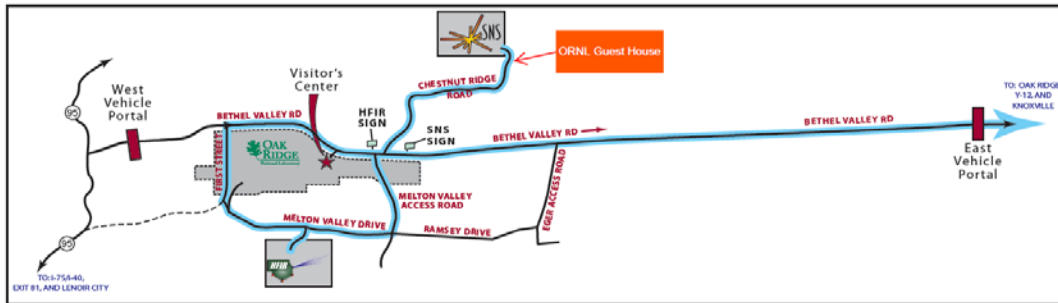 SNS
ORNL Guest House
CHESTNUT RIDGE
ROAD
Visitor's
Center
West
Vehicle
Portal
95
BETHEL VALLEY RD
HFIR
SIGN
SNS
SIGN
BETHEL VALLEY RD
BETHEL VALLEY RD
TO: OAK RIDGE
Y-12, AND
KNOXVILLE
East
Vehicle
Portal
OAK
RIDGE
National Laboratory
FIRST STREET
MELTON VALLEY
ACCESS ROAD
EGER ACCESS ROAD
MELTON VALLEY DRIVE
RAMSEY DRIVE
95
HFIR
TO: I-75/I-40,
EXIT 81, AND LENOIR CITY